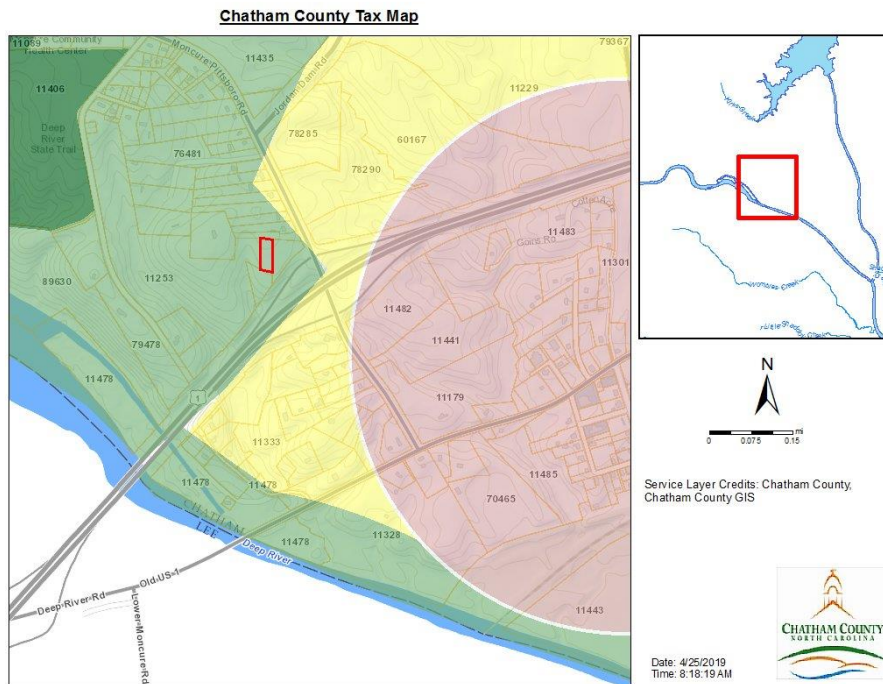 Chatham County Tax Map
Community
Health Center
11435
79367
11406
11229
Moncure Pittsboro Rd
Jordan Dam Rd
78285
60167
Deep
River
State Trail
76481
78290
11483
Goins Rd
11301
89630
11253
11482
79478
11441
11478
1
11179
11333
11478
11478
11485
70465
CHATHAM
LEE
Deep River
11478
11328
Deep River Rd
Old US 1
Lower Moncure Rd
11443
N
0 0.075 0.15 mi
Service Layer Credits: Chatham County,
Chatham County GIS
CHATHAM COUNTY
NORTH CAROLINA
Date: 4/25/2019
Time: 8:18:19 AM